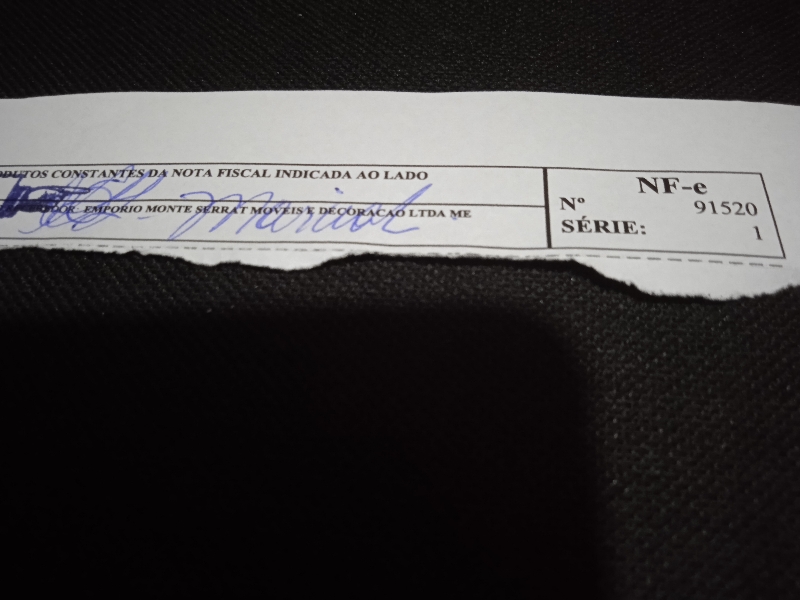 ODUTOS CONSTANTES DA NOTA FISCAL INDICADA AO LADO
EMPORIO MONTE SERRAT MOVEIS E DECORACAO LTDA ME
NF-e
Nº 91520
SÉRIE: 1